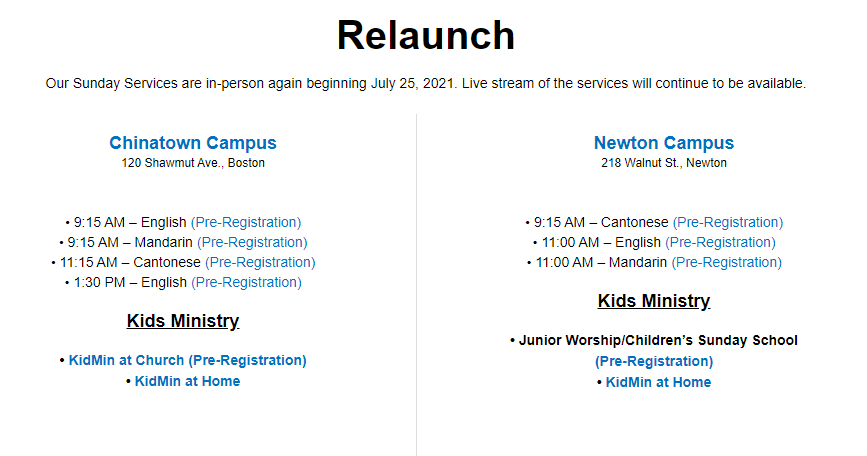 Relaunch
Our Sunday Services are in-person again beginning July 25, 2021. Live stream of the services will continue to be available.
Chinatown Campus
120 Shawmut Ave., Boston
• 9:15 AM – English (Pre-Registration)
• 9:15 AM – Mandarin (Pre-Registration)
• 11:15 AM – Cantonese (Pre-Registration)
• 1:30 PM – English (Pre-Registration)
Kids Ministry
• KidMin at Church (Pre-Registration)
• KidMin at Home
Newton Campus
218 Walnut St., Newton
• 9:15 AM – Cantonese (Pre-Registration)
• 11:00 AM – English (Pre-Registration)
• 11:00 AM – Mandarin (Pre-Registration)
Kids Ministry
• Junior Worship/Children’s Sunday School
(Pre-Registration)
• KidMin at Home